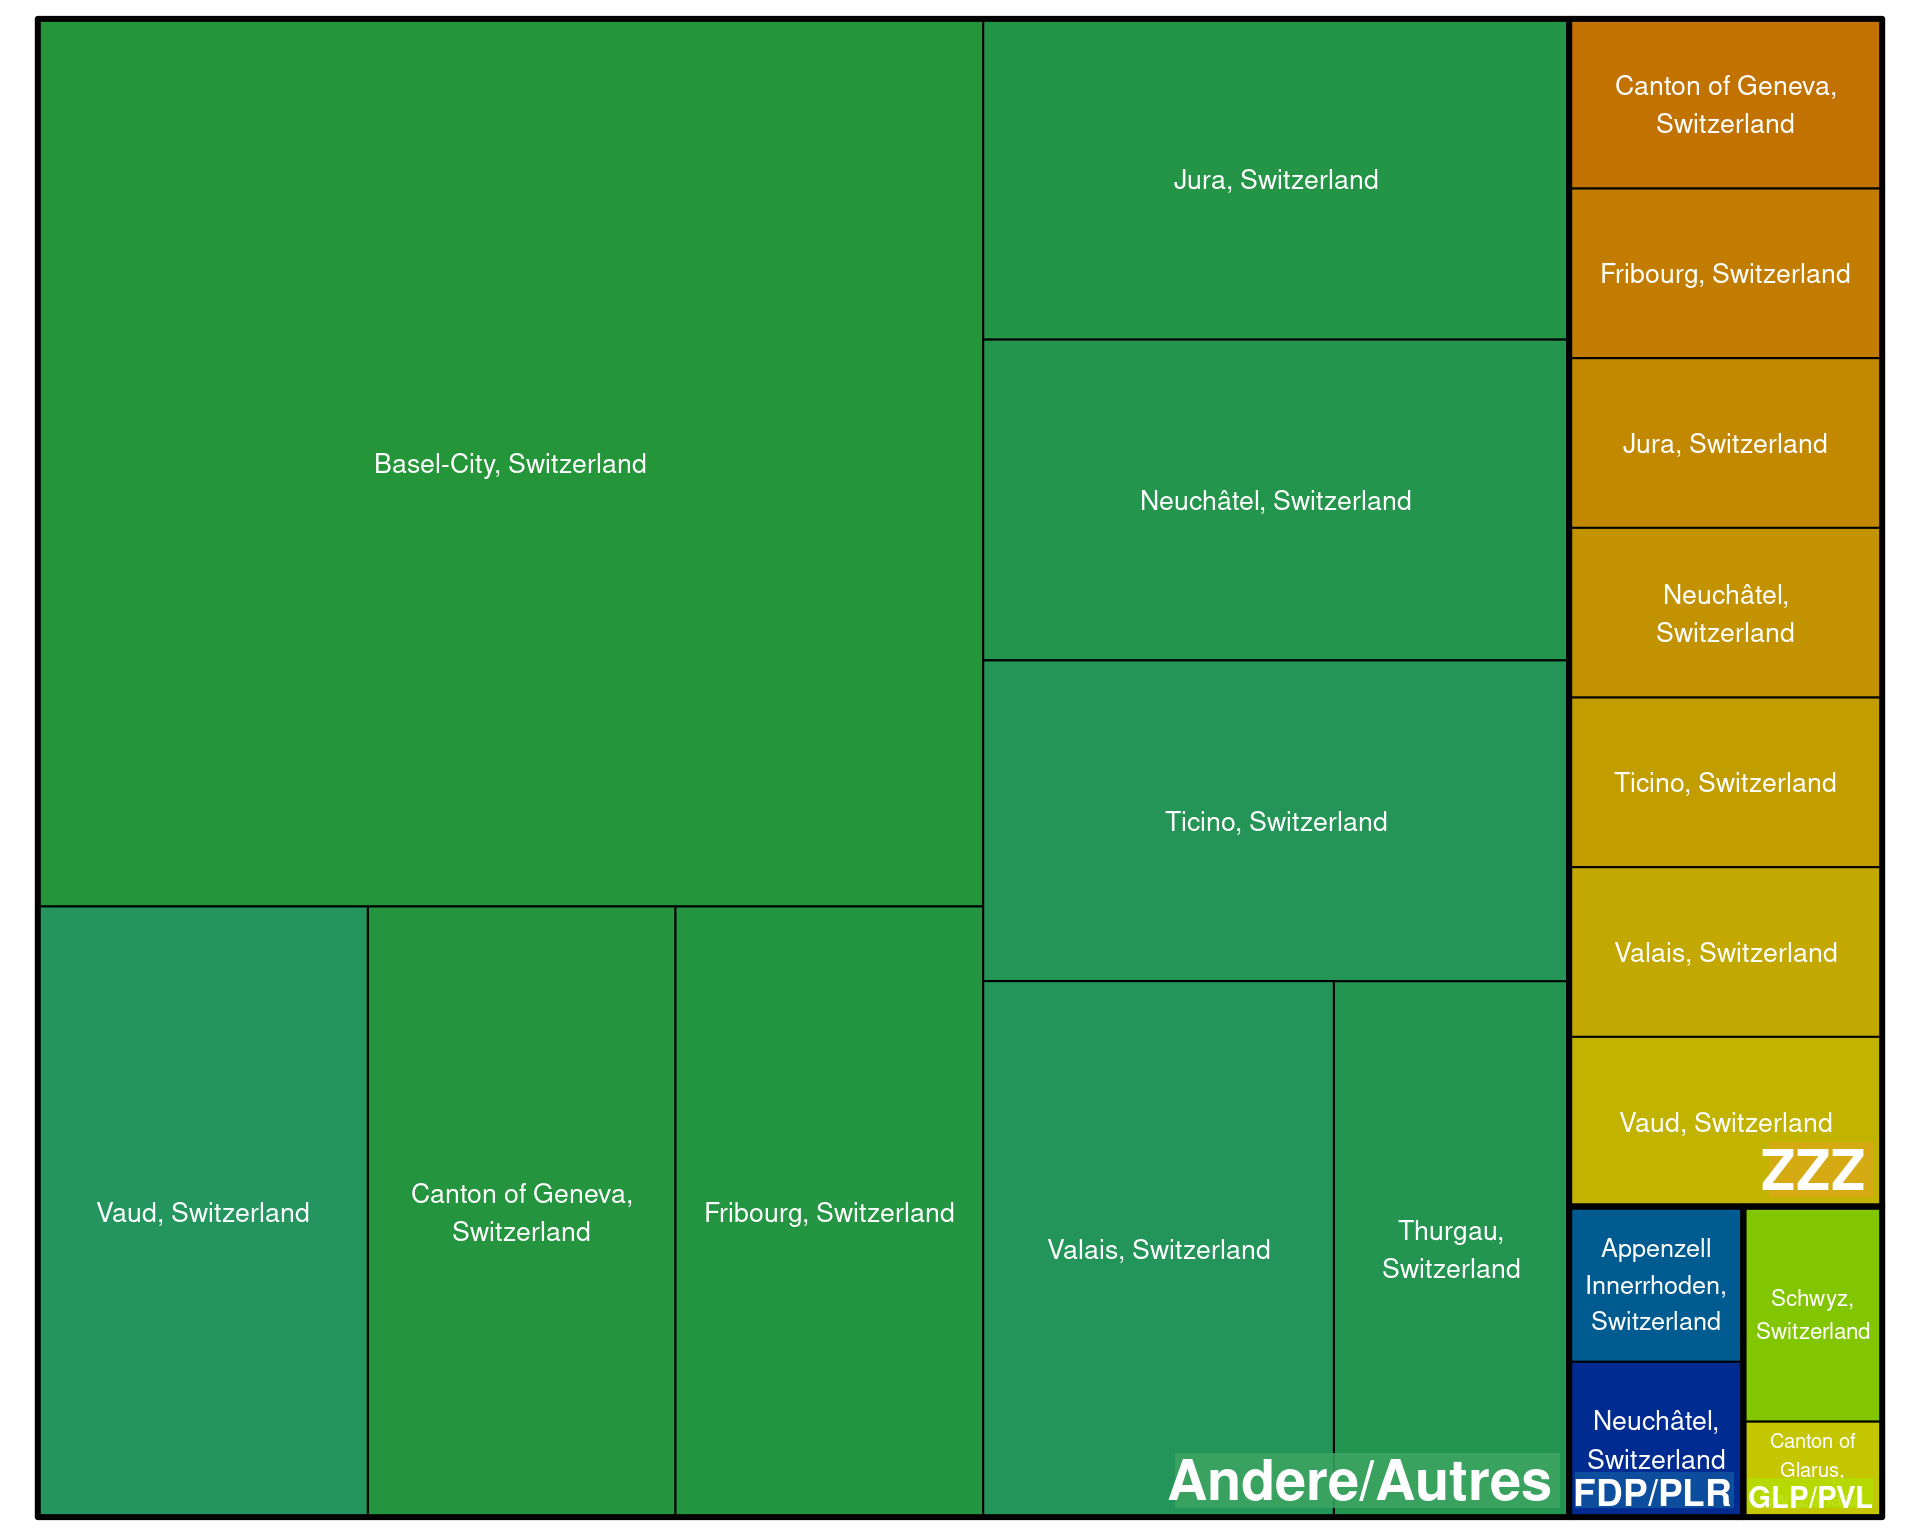 Basel-City, Switzerland
Vaud, Switzerland
Canton of Geneva,
Switzerland
Fribourg, Switzerland
Jura, Switzerland
Neuchâtel, Switzerland
Ticino, Switzerland
Valais, Switzerland
Thurgau,
Switzerland
Andere/Autres
Canton of Geneva,
Switzerland
Fribourg, Switzerland
Jura, Switzerland
Neuchâtel,
Switzerland
Ticino, Switzerland
Valais, Switzerland
Vaud, Switzerland
ZZZ
Appenzell
Innerrhoden,
Switzerland
Neuchâtel,
Switzerland
FDP/PLR
Schwyz,
Switzerland
Canton of
Glarus,
GLP/PVL